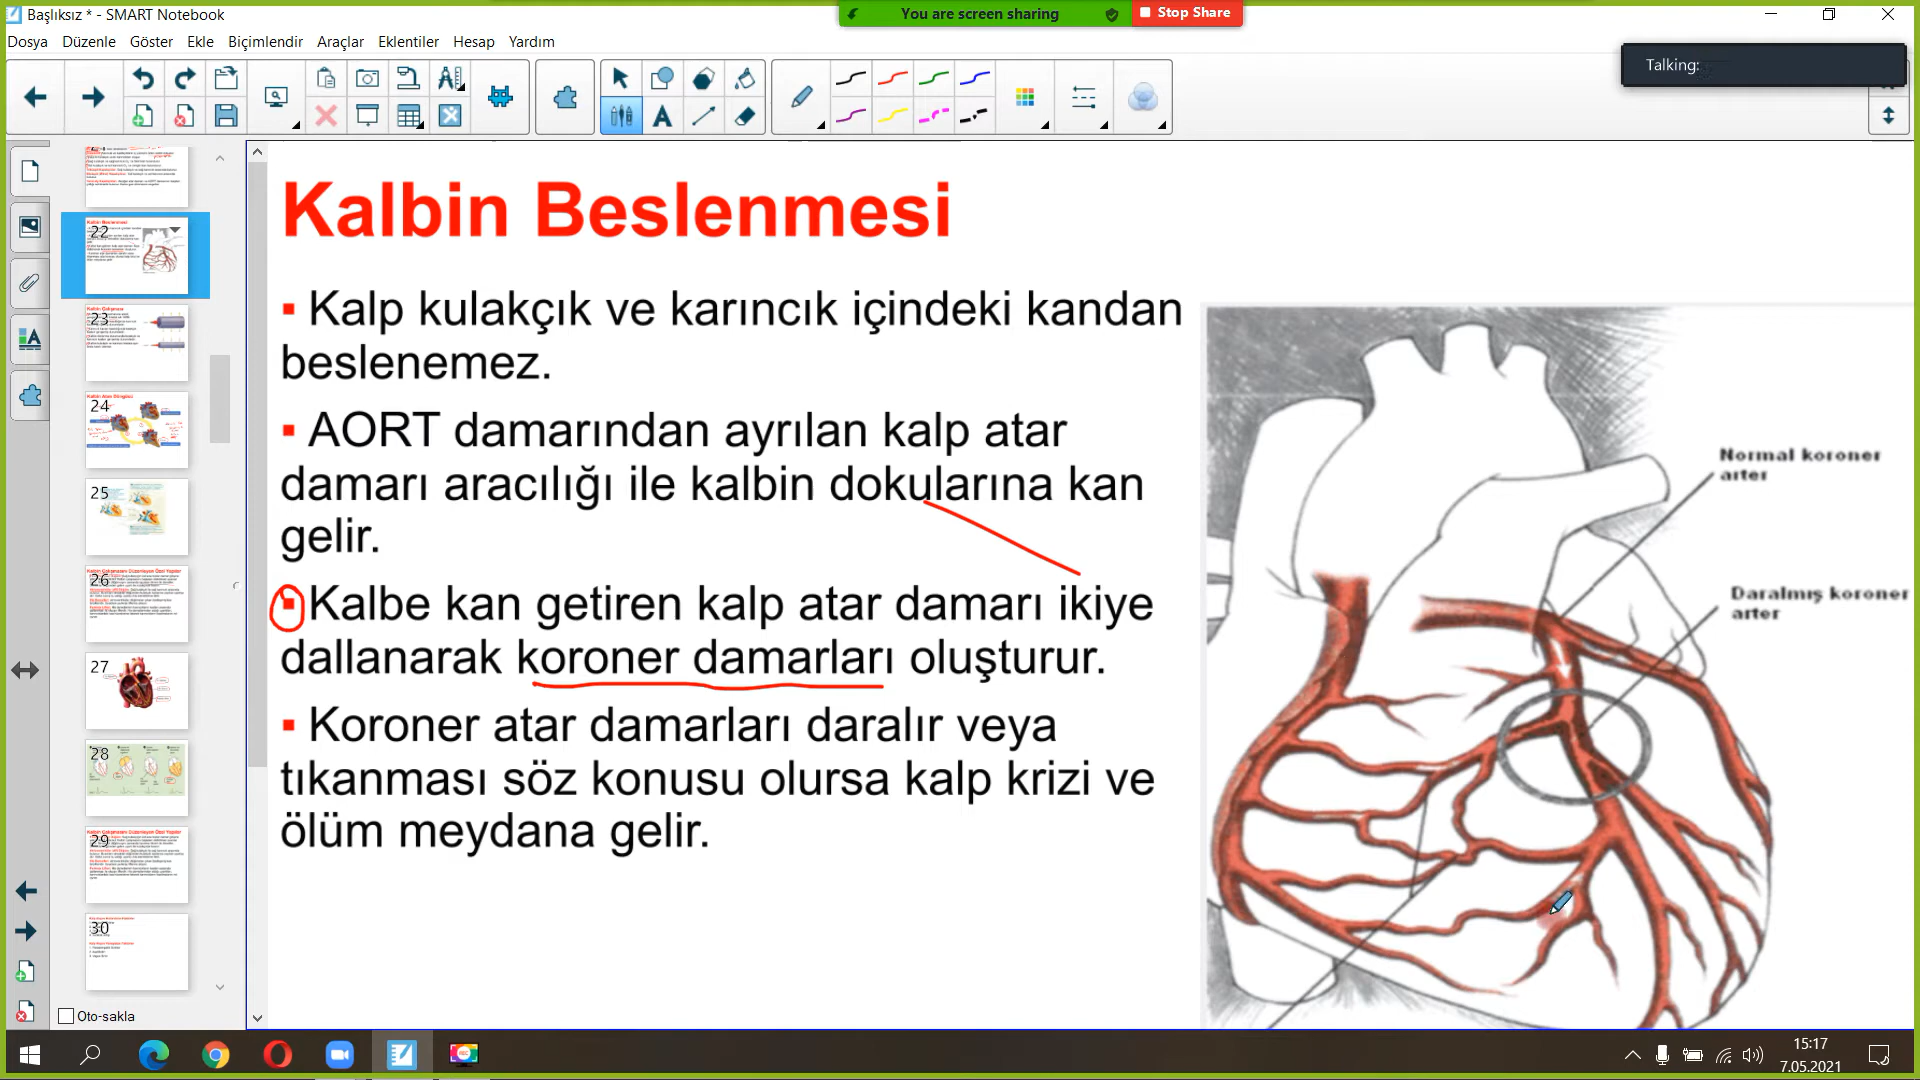 Başlıksız * - SMART Notebook
You are screen sharing
Stop Share
Dosya Düzenle Göster Ekle Biçimlendir Araçlar Eklentiler Hesap Yardım
Talking:
22
23
24
25
26
27
28
29
30
Kalbin Beslenmesi
Kalp kulakçık ve karıncık içindeki kandan
beslenemez.
AORT damarından ayrılan kalp atar
damarı aracılığı ile kalbin dokularına kan
gelir.
Kalbe kan getiren kalp atar damarı ikiye
dallanarak koroner damarları oluşturur.
Koroner atar damarları daralır veya
tıkanması söz konusu olursa kalp krizi ve
ölüm meydana gelir.
Normal koroner
arter
Daralmış koroner
arter
Oto-sakla
15:17
7.05.2021